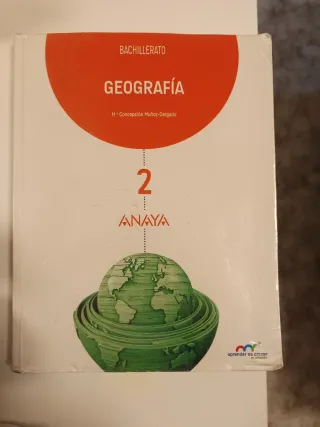 BACHILLERATO
GEOGRAFÍA
Mª Concepción Muñoz-Delgado
2
ANAYA
aprender es crecer